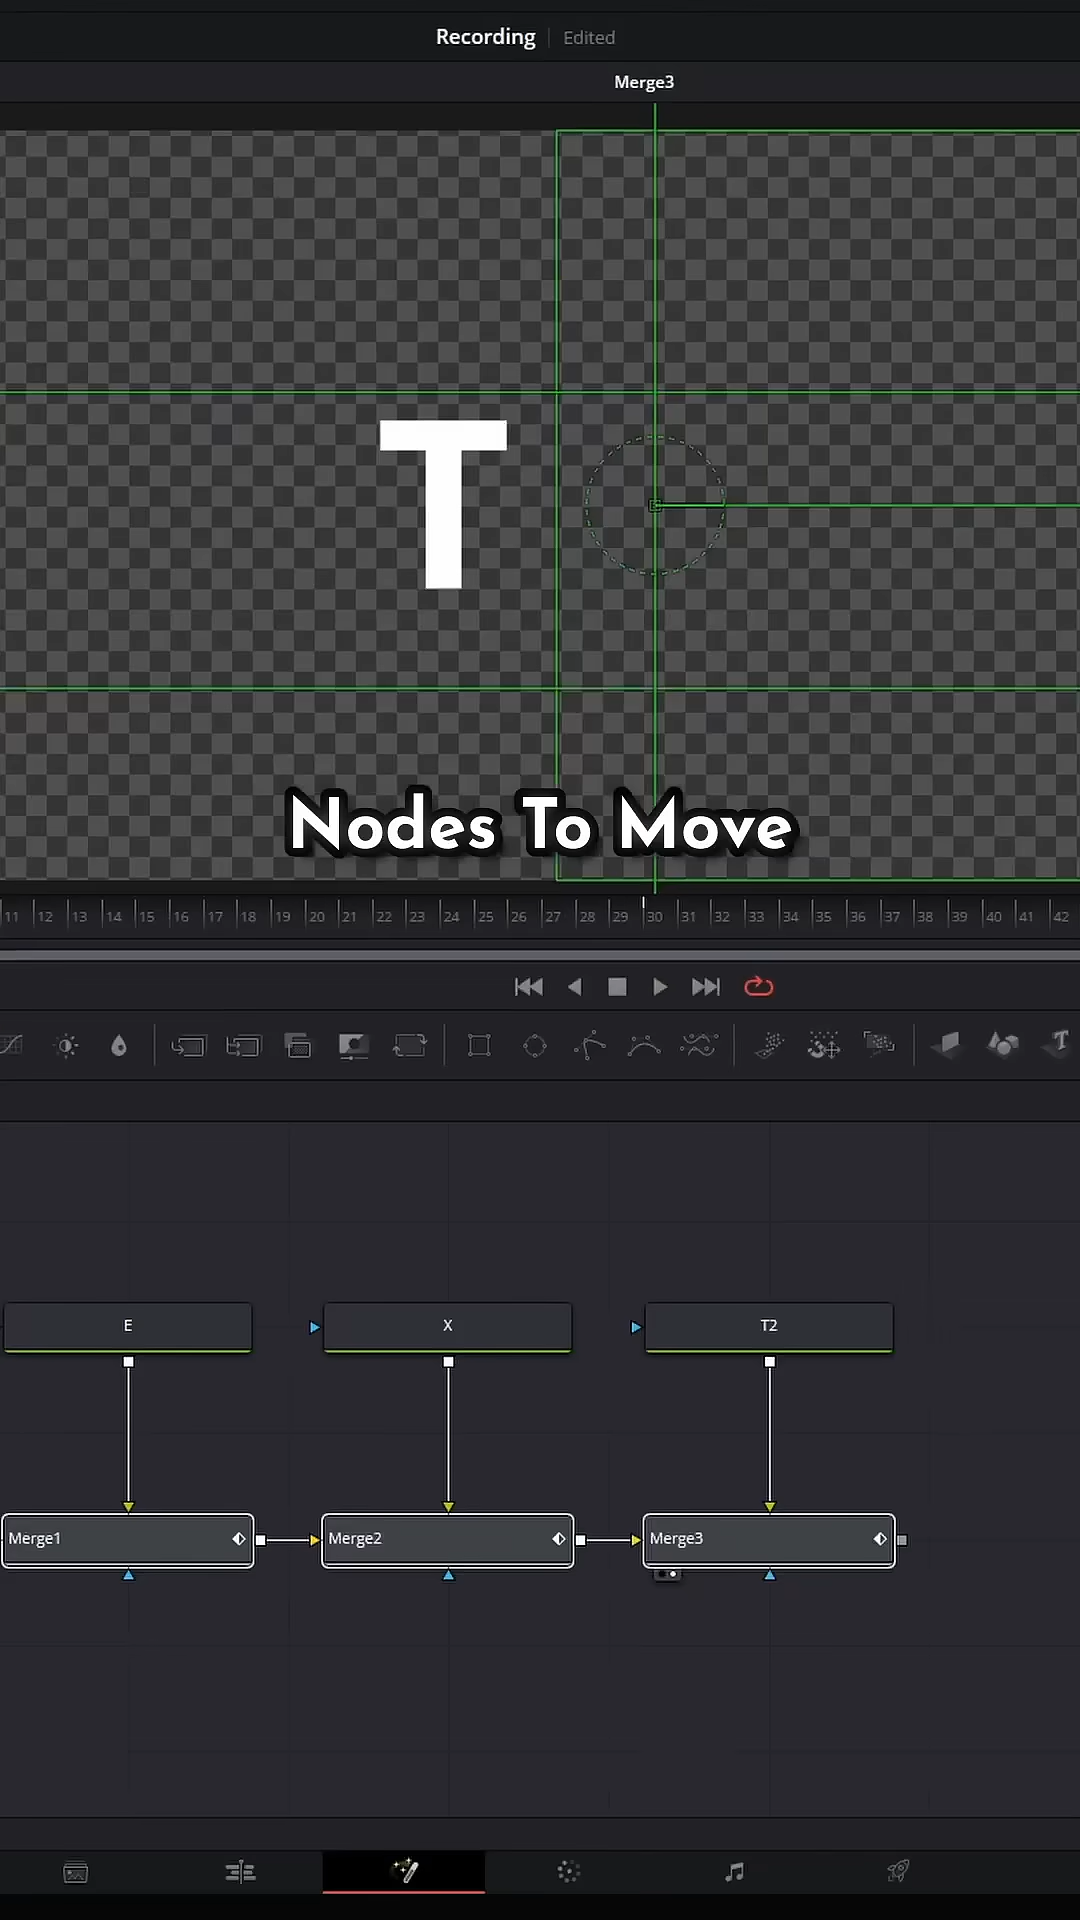 Recording Edited
Merge3
T
Nodes To Move
11 12 13 14 15 16 17 18 19 20 21 22 23 24 25 26 27 28 29 30 31 32 33 34 35 36 37 38 39 40 41 42
T
E X T2
Merge1 Merge2 Merge3